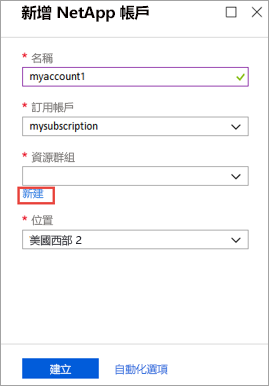 新增 NetApp 帳戶
* 名稱
myaccount1
* 訂用帳戶
mysubscription
* 資源群組
新建
* 位置
美國西部 2
建立 自動化選項